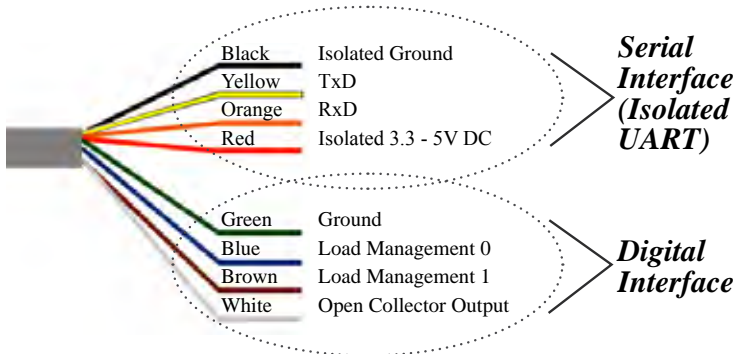 Black Isolated Ground
Yellow TxD
Orange RxD
Red Isolated 3.3 - 5V DC
Serial
Interface
(Isolated
UART)
Green Ground
Blue Load Management 0
Brown Load Management 1
White Open Collector Output
Digital
Interface